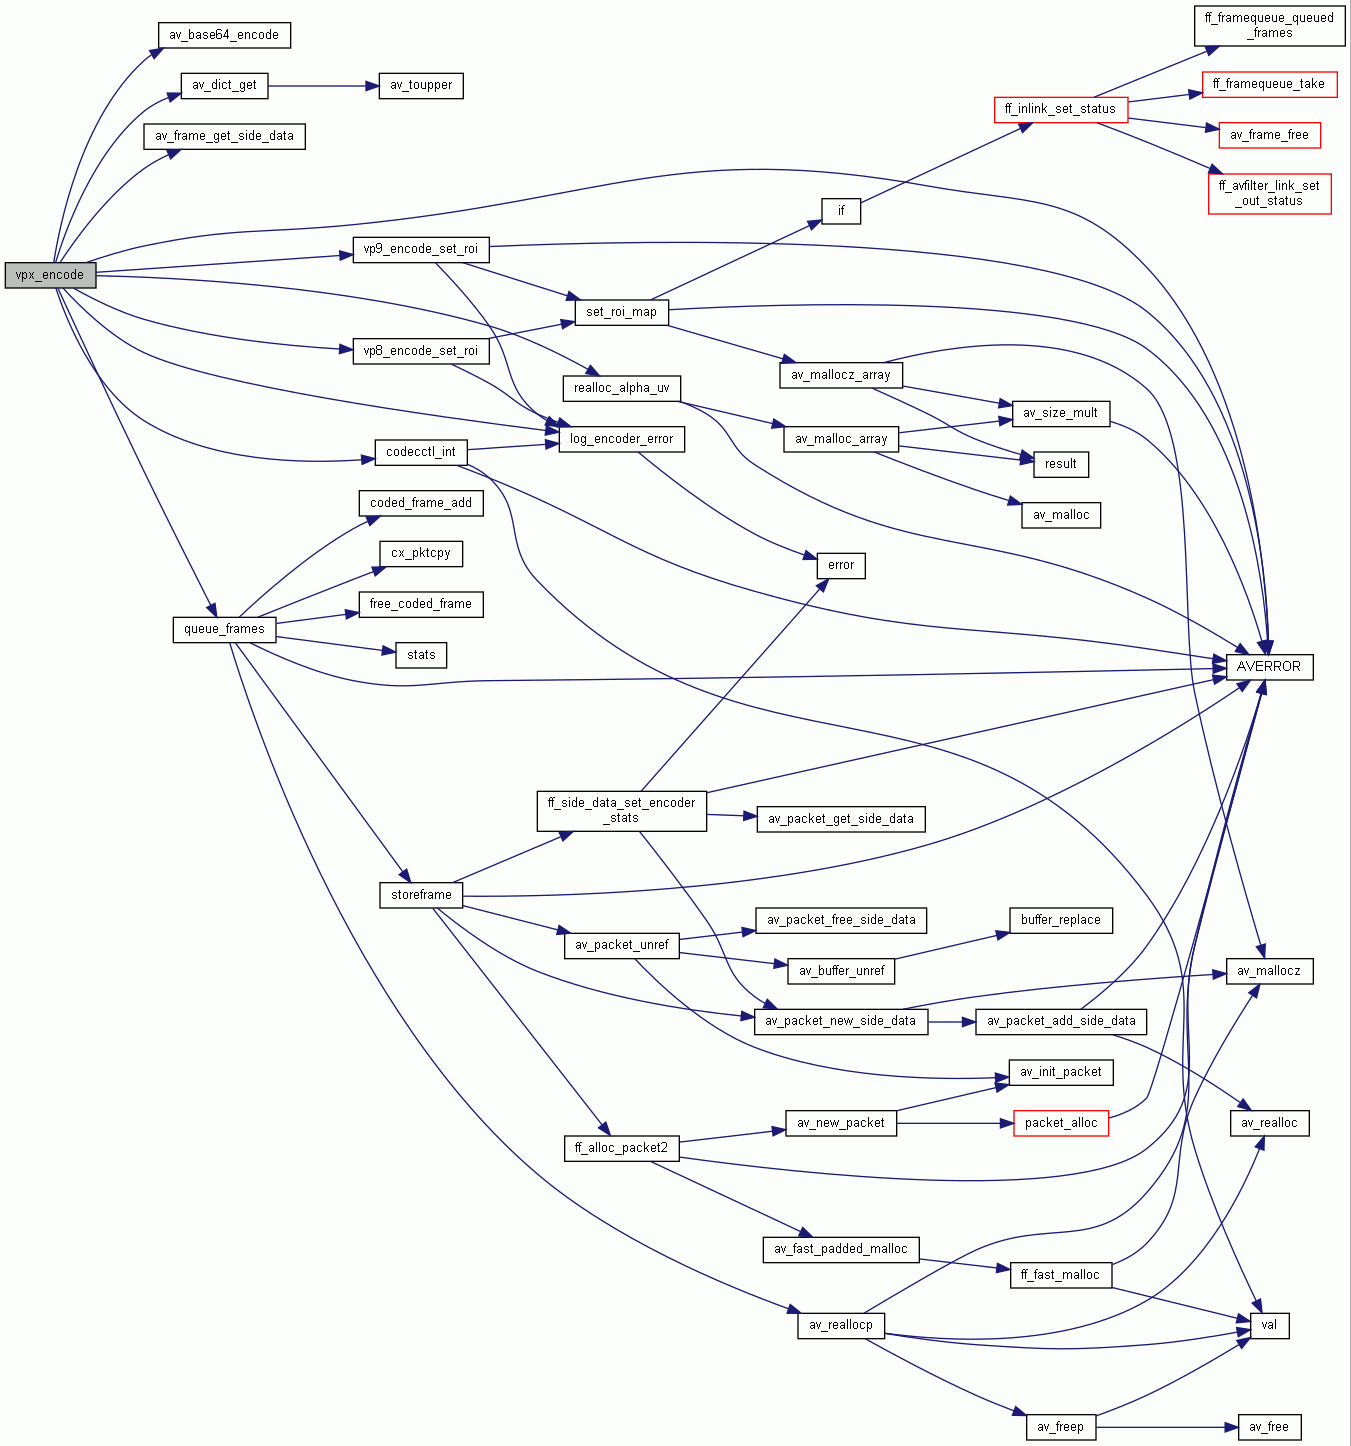 ff_framequeue_queued
_frames
av_base64_encode
av_dict_get
av_toupper
ff_framequeue_take
ff_inlink_set_status
av_frame_get_side_data
av_frame_free
ff_avfilter_link_set
_out_status
if
vp9_encode_set_roi
vpx_encode
set_roi_map
vp8_encode_set_roi
av_mallocz_array
realloc_alpha_uv
av_size_mult
log_encoder_error
av_malloc_array
codecctl_int
result
coded_frame_add
av_malloc
cx_pktcpy
error
free_coded_frame
queue_frames
stats
AVERROR
ff_side_data_set_encoder
_stats
av_packet_get_side_data
storeframe
av_packet_free_side_data
buffer_replace
av_packet_unref
av_buffer_unref
av_mallocz
av_packet_new_side_data
av_packet_add_side_data
av_init_packet
av_new_packet
packet_alloc
av_realloc
ff_alloc_packet2
av_fast_padded_malloc
ff_fast_malloc
av_reallocp
val
av_freep
av_free